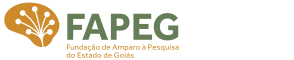 FAPEG
Fundação de Amparo à Pesquisa
do Estado de Goiás